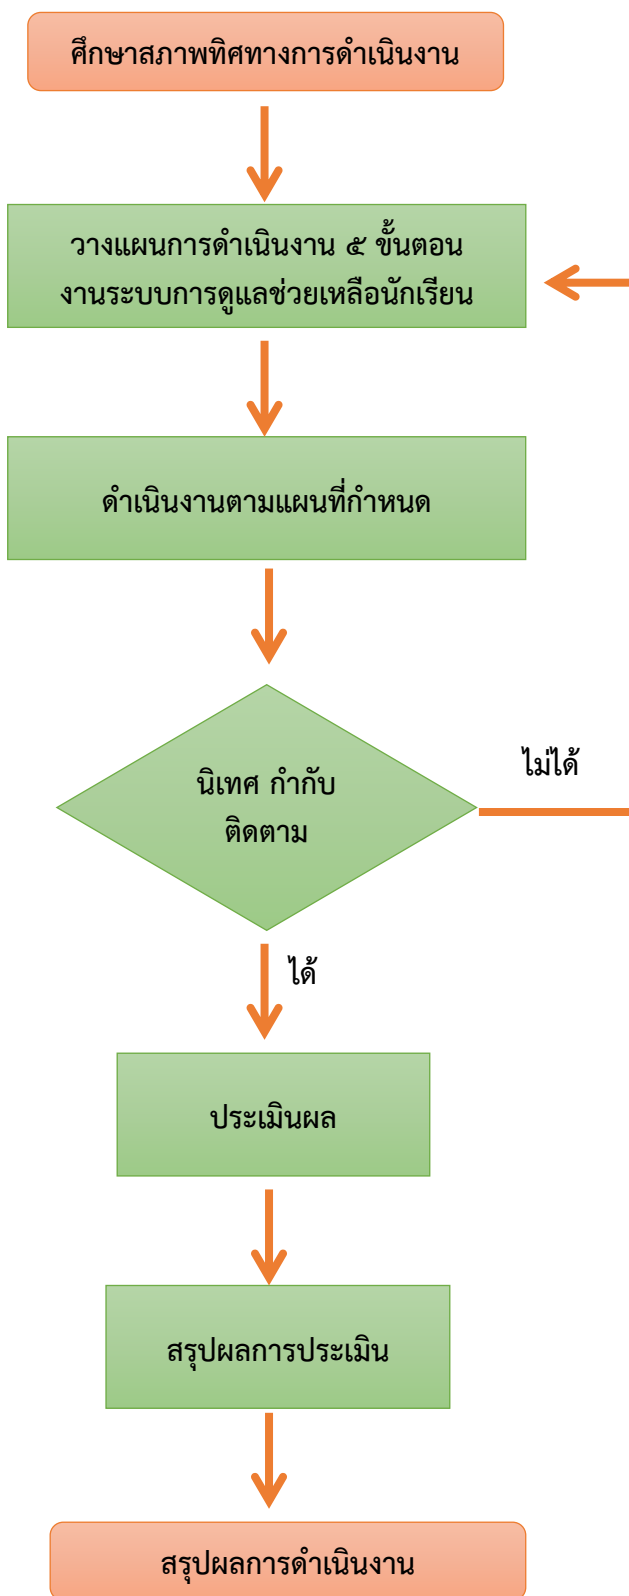 ศึกษาสภาพทิศทางการดำเนินงาน
วางแผนการดำเนินงาน ๕ ขั้นตอน
งานระบบการดูแลช่วยเหลือนักเรียน
ดำเนินงานตามแผนที่กำหนด
นิเทศ กำกับ
ติดตาม
ไม่ได้
ได้
ประเมินผล
สรุปผลการประเมิน
สรุปผลการดำเนินงาน